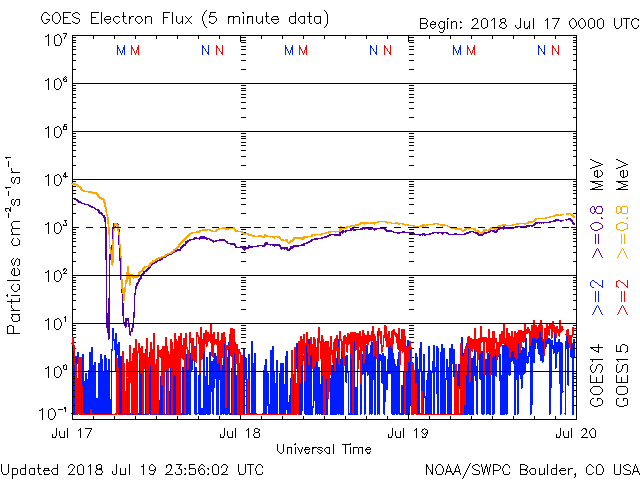 GOES Electron Flux (5 minute data)
Begin: 2018 Jul 17 0000 UTC
M M N N M M N N M M N N
10⁷
10⁶
10⁵
10⁴
10³
10²
10¹
10⁰
10⁻¹
Particles cm⁻²s⁻¹sr⁻¹
Jul 17 Jul 18 Jul 19 Jul 20
Universal Time
GOES14 >=2 >=0.8 MeV
GOES15 >=2 >=0.8 MeV
Updated 2018 Jul 19 23:56:02 UTC
NOAA/SWPC Boulder, CO USA